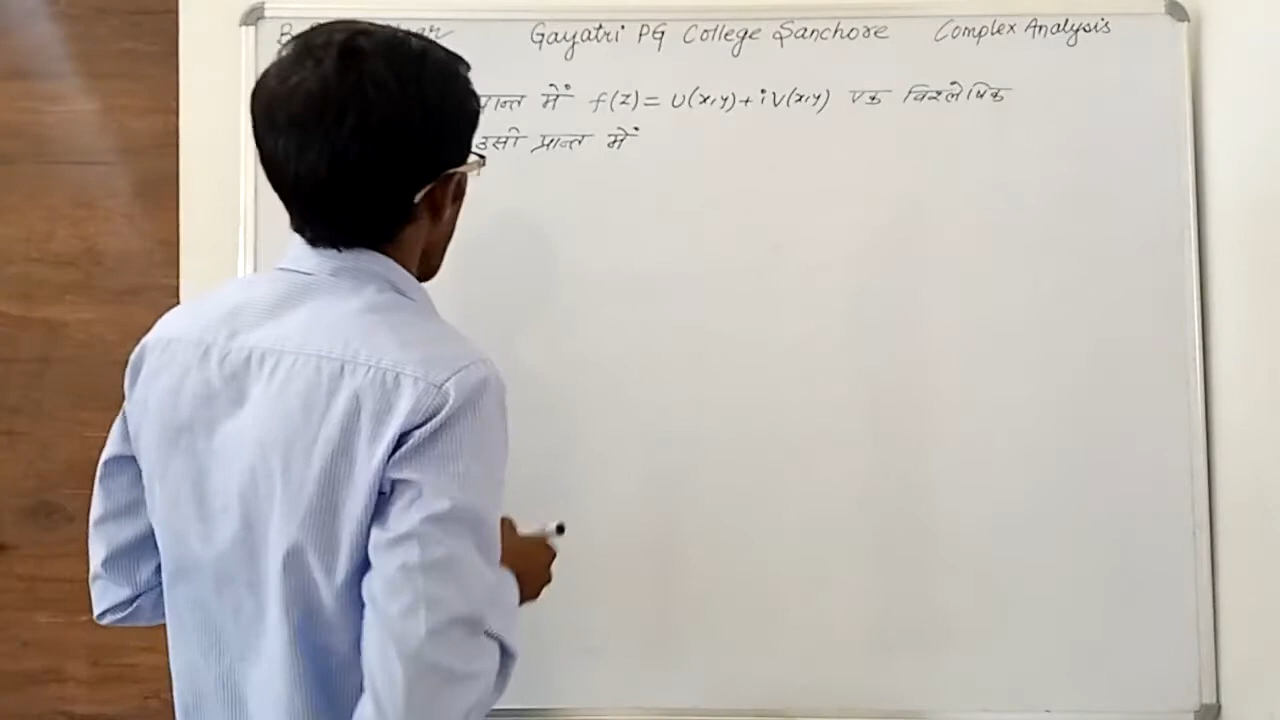 Gayatri PG College Sanchore Complex Analysis
प्रान्त में f(z) = U(x,y) + iV(x,y) एक विश्लेषिक
उसी प्रान्त में